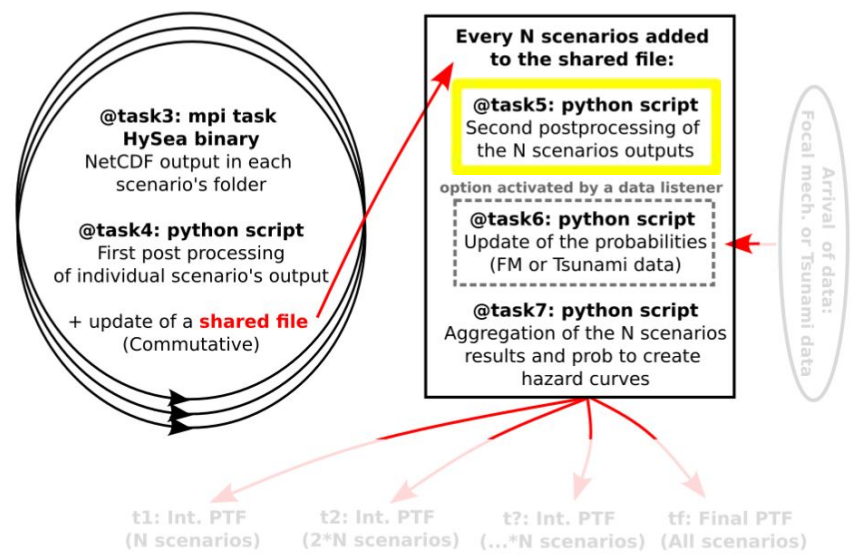 @task3: mpi task
HySea binary
NetCDF output in each
scenario's folder
@task4: python script
First post processing
of individual scenario's output
+ update of a shared file
(Commutative)
Every N scenarios added
to the shared file:
@task5: python script
Second postprocessing of
the N scenarios outputs
option activated by a data listener
@task6: python script
Update of the probabilities
(FM or Tsunami data)
@task7: python script
Aggregation of the N scenarios
results and prob to create
hazard curves
Arrival of data:
Focal mech. or Tsunami data
t1: Int. PTF
(N scenarios)
t2: Int. PTF
(2*N scenarios)
t?: Int. PTF
(...*N scenarios)
tf: Final PTF
(All scenarios)